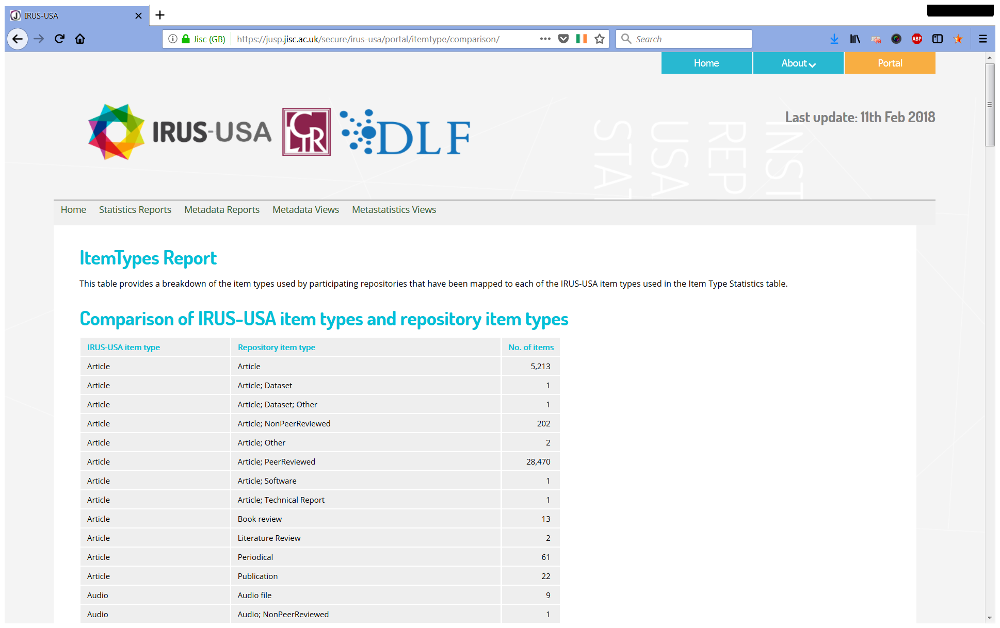 IRUS-USA
Jisc (GB) https://jusp.jisc.ac.uk/secure/irus-usa/portal/itemtype/comparison/ Search ABP
Home About Portal
IRUS-USA CLIR DLF
Last update: 11th Feb 2018
INST
REP
USA
STAT
Home Statistics Reports Metadata Reports Metadata Views Metastatistics Views
ItemTypes Report
This table provides a breakdown of the item types used by participating repositories that have been mapped to each of the IRUS-USA item types used in the Item Type Statistics table.
Comparison of IRUS-USA item types and repository item types
IRUS-USA item type Repository item type No. of items
Article Article 5,213
Article Article; Dataset 1
Article Article; Dataset; Other 1
Article Article; NonPeerReviewed 202
Article Article; Other 2
Article Article; PeerReviewed 28,470
Article Article; Software 1
Article Article; Technical Report 1
Article Book review 13
Article Literature Review 2
Article Periodical 61
Article Publication 22
Audio Audio file 9
Audio Audio; NonPeerReviewed 1